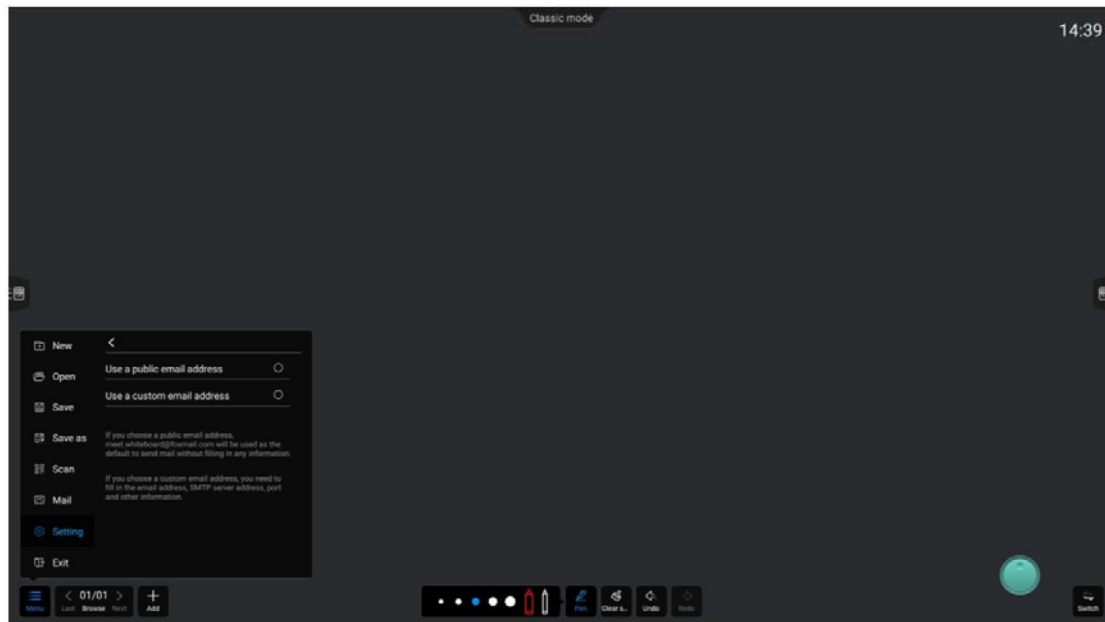 Classic mode
14:39
New
Open
Save
Save as
Scan
Mail
Setting
Exit
Use a public email address
Use a custom email address
If you choose a public email address,
meet.whiteboard@foxmail.com will be used as the
default to send mail without filling in any information.
If you choose a custom email address, you need to
fill in the email address, SMTP server address, port
and other information.
Menu
01/01
Last Browse Next
Add
Pen
Clear s...
Undo
Redo
Switch